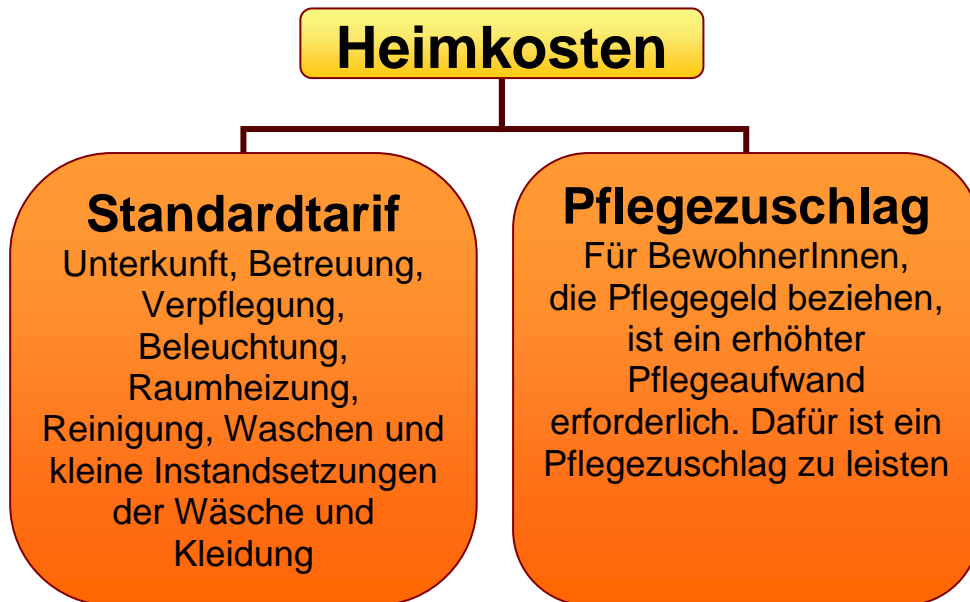 Heimkosten
Standardtarif
Unterkunft, Betreuung,
Verpflegung,
Beleuchtung,
Raumheizung,
Reinigung, Waschen und
kleine Instandsetzungen
der Wäsche und
Kleidung
Pflegezuschlag
Für BewohnerInnen,
die Pflegegeld beziehen,
ist ein erhöhter
Pflegeaufwand
erforderlich. Dafür ist ein
Pflegezuschlag zu leisten